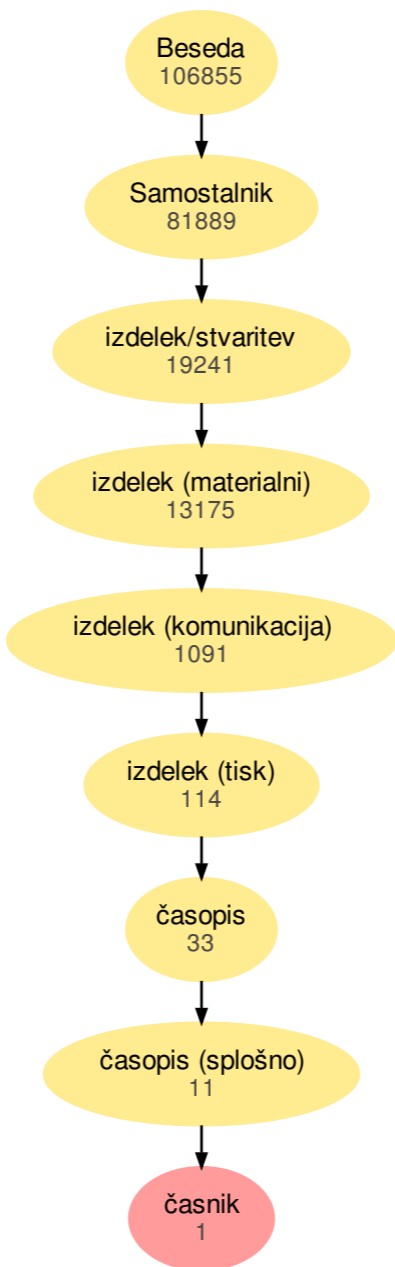 Beseda
106855
Samostalnik
81889
izdelek/stvaritev
19241
izdelek (materialni)
13175
izdelek (komunikacija)
1091
izdelek (tisk)
114
časopis
33
časopis (splošno)
11
časnik
1